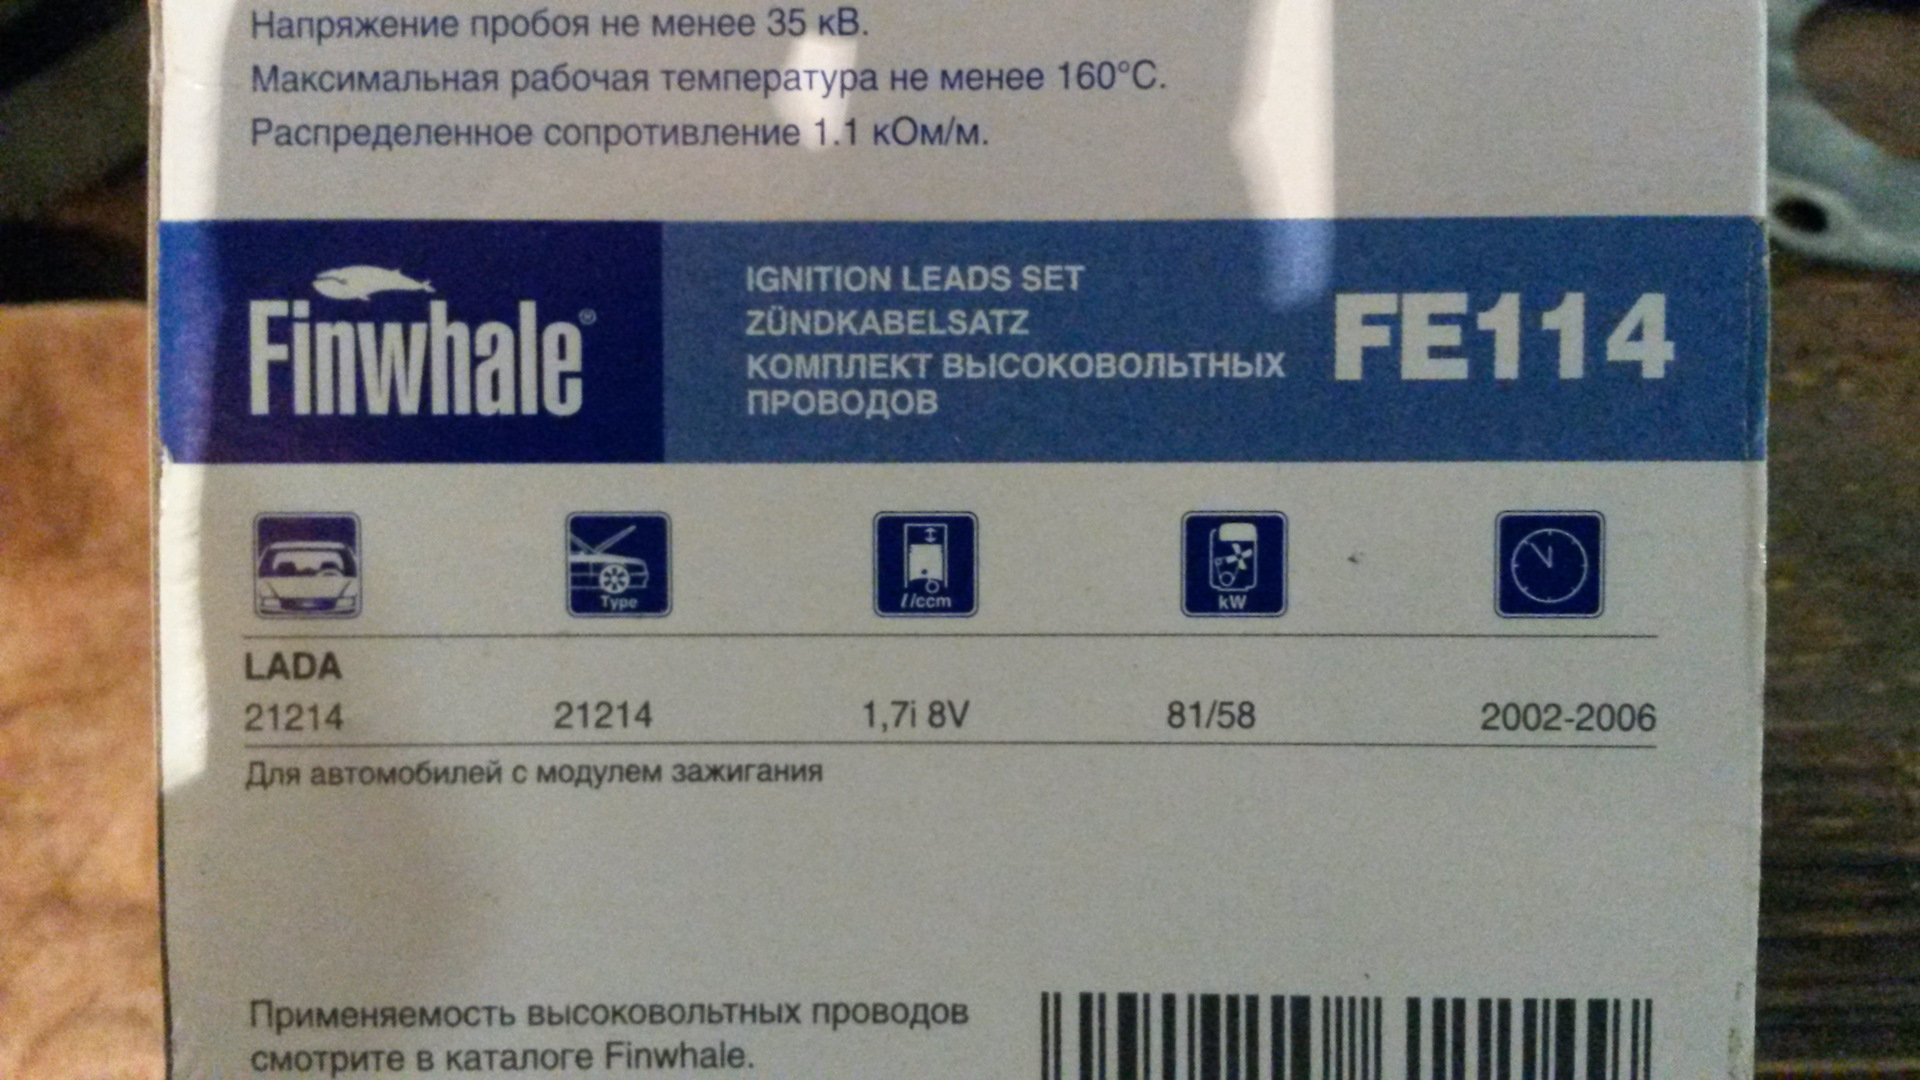 Напряжение пробоя не менее 35 кВ.
Максимальная рабочая температура не менее 160°С.
Распределенное сопротивление 1.1 кОм/м.
Finwhale®
IGNITION LEADS SET
ZÜNDKABELSATZ
КОМПЛЕКТ ВЫСОКОВОЛЬТНЫХ
ПРОВОДОВ
FE114
Type
l/ccm
kW
LADA
21214 21214 1,7i 8V 81/58 2002-2006
Для автомобилей с модулем зажигания
Применяемость высоковольтных проводов
смотрите в каталоге Finwhale.